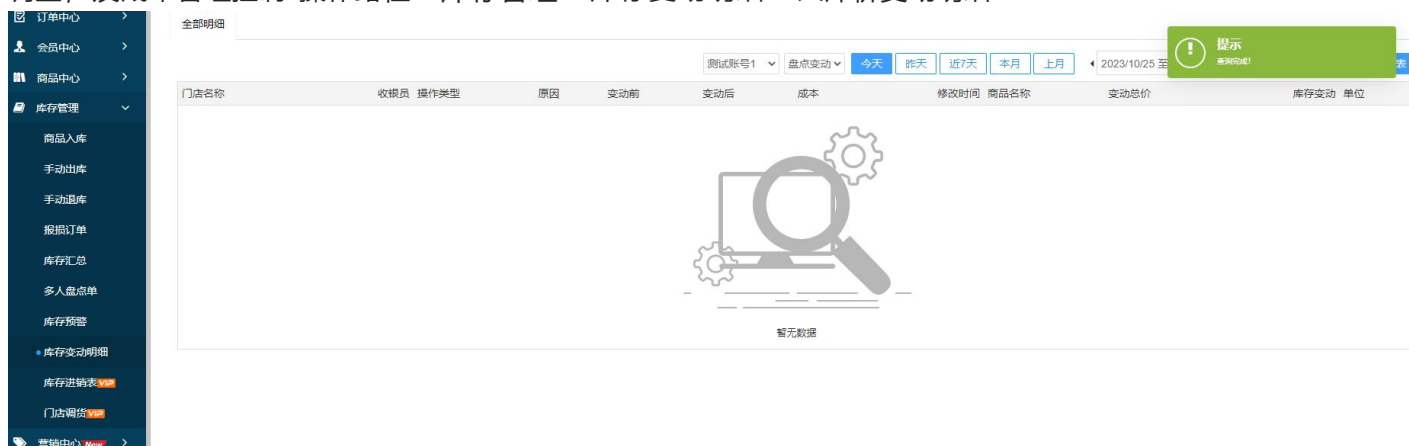 订单中心
会员中心
商品中心
库存管理
商品入库
手动出库
手动退库
报损订单
库存汇总
多人盘点单
库存预警
库存变动明细
库存进销表 VIP
门店调货 VIP
营销中心 New
全部明细
测试账号1 盘点变动 今天 昨天 近7天 本月 上月 2023/10/25 至
提示
查询完成!
表
门店名称 收银员 操作类型 原因 变动前 变动后 成本 修改时间 商品名称 变动总价 库存变动 单位
暂无数据